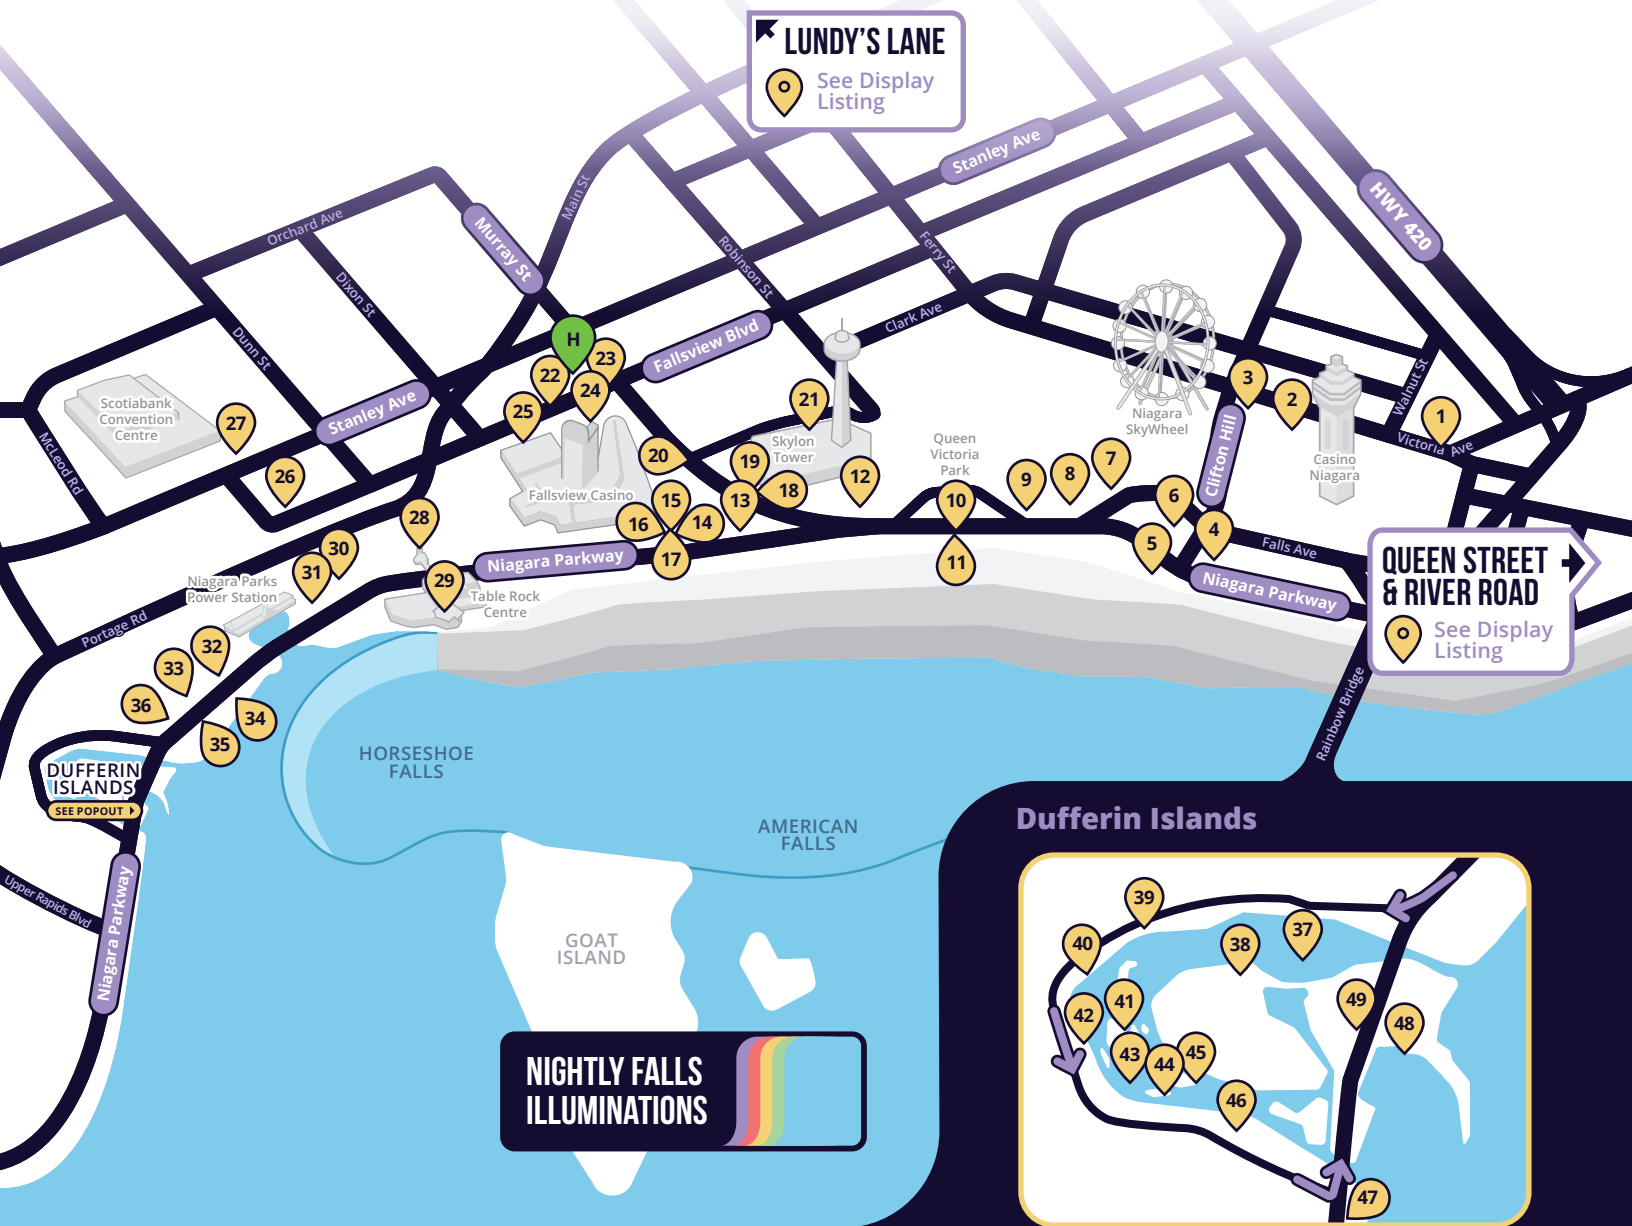 LUNDY'S LANE
See Display
Listing
Stanley Ave
HWY 420
Main St
Orchard Ave
Murray St
Robinson St
Ferry St
Dixon St
Clark Ave
Dunn St
H
23
Fallsview Blvd
22
24
3
2
Walnut St
1
Victoria Ave
Niagara
SkyWheel
Casino
Niagara
Clifton Hill
Scotiabank
Convention
Centre
27
Stanley Ave
25
21
Skylon
Tower
Queen
Victoria
Park
McLeod Rd
26
20
19
18
12
9
8
7
Fallsview Casino
15
13
10
6
28
16
14
17
11
5
4
Falls Ave
30
31
29
Niagara Parkway
Niagara Parkway
Niagara Parks
Power Station
Table Rock
Centre
Portage Rd
QUEEN STREET
& RIVER ROAD
See Display
Listing
Rainbow Bridge
32
33
36
34
35
DUFFERIN
ISLANDS
SEE POPOUT
HORSESHOE
FALLS
AMERICAN
FALLS
Upper Rapids Blvd
Niagara Parkway
GOAT
ISLAND
NIGHTLY FALLS
ILLUMINATIONS
Dufferin Islands
39
40
38
37
41
42
49
48
43
44
45
46
47